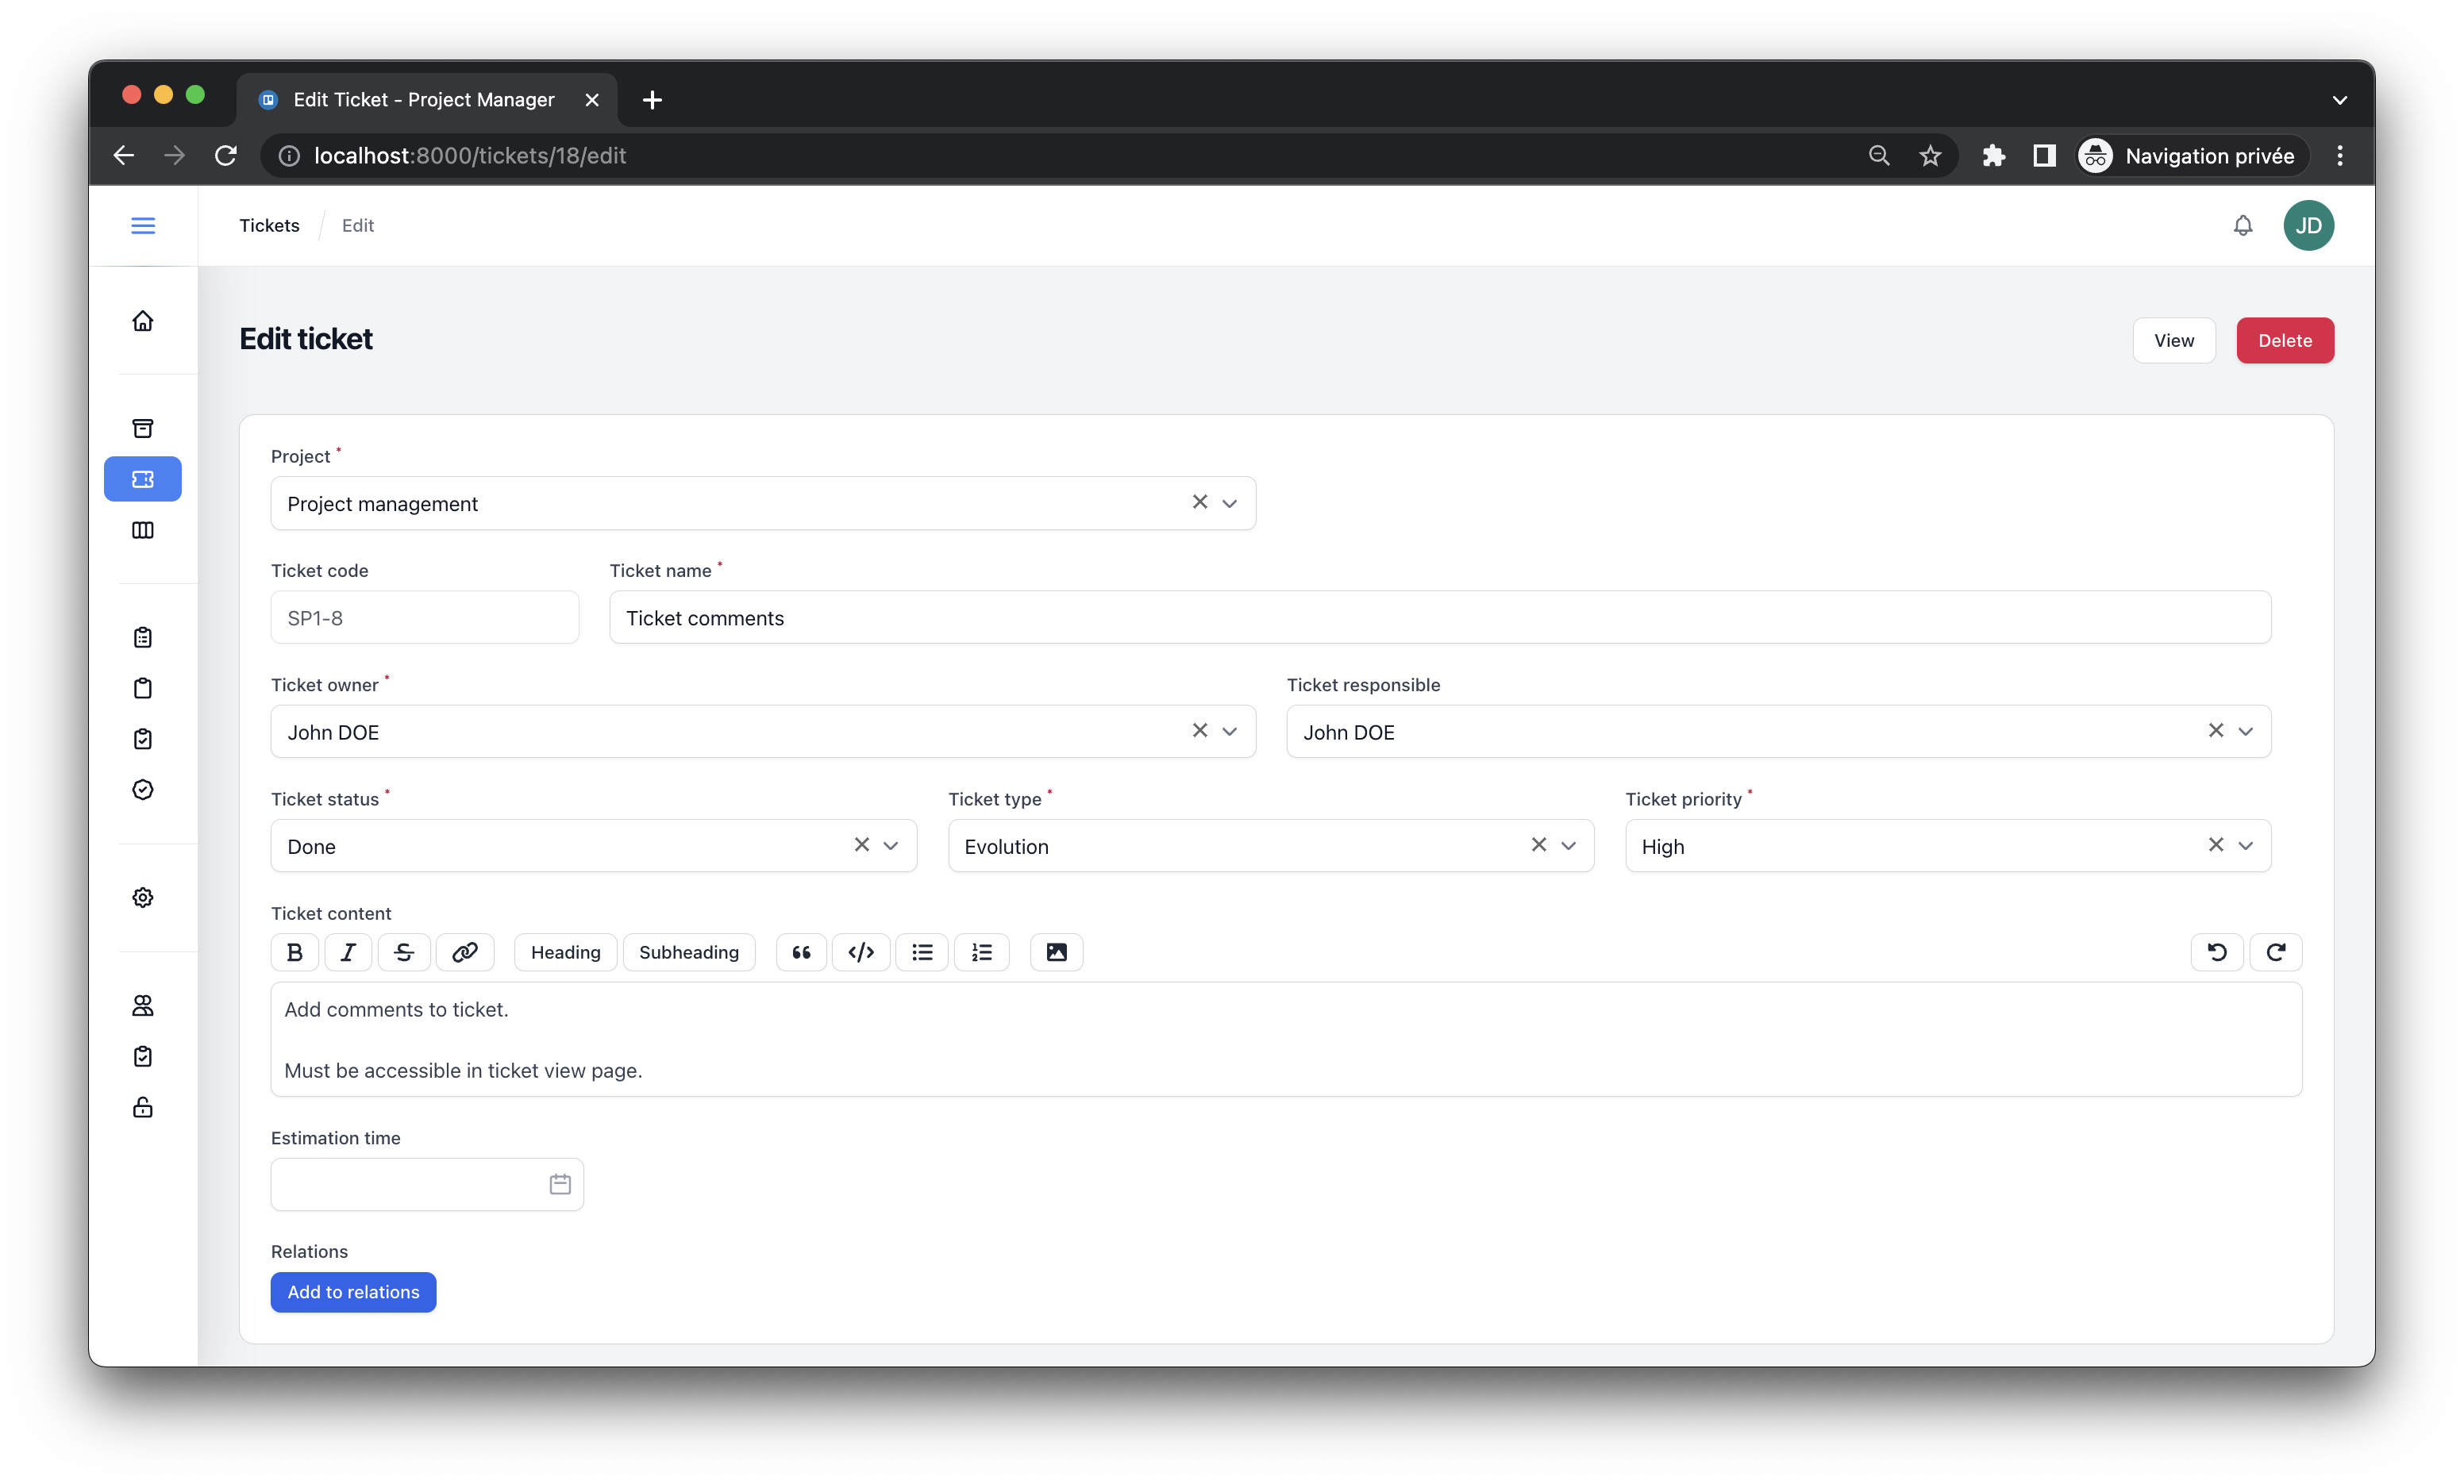 Edit Ticket - Project Manager
localhost:8000/tickets/18/edit
Navigation privée
Tickets / Edit
JD
Edit ticket
View
Delete
Project *
Project management
Ticket code
Ticket name *
SP1-8
Ticket comments
Ticket owner *
Ticket responsible
John DOE
John DOE
Ticket status *
Ticket type *
Ticket priority *
Done
Evolution
High
Ticket content
Heading
Subheading
Add comments to ticket.
Must be accessible in ticket view page.
Estimation time
Relations
Add to relations